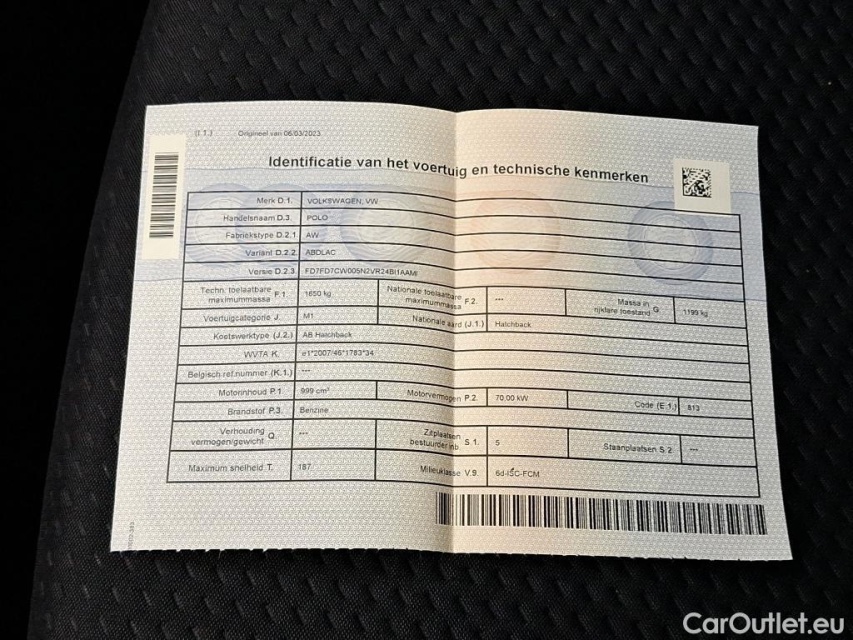 (I.1.) Origineel van 06/03/2023
Identificatie van het voertuig en technische kenmerken
Merk D.1. VOLKSWAGEN, VW
Handelsnaam D.3. POLO
Fabriekstype D.2.1 AW
Variant D.2.2. ABDLAC
Versie D.2.3. FD7FD7CW005N2VR24BI1AAMI
Techn. toelaatbare maximummassa F.1. 1650 kg Nationale toelaatbare maximummassa F.2. --- Massa in rijklare toestand G. 1199 kg
Voertuigcategorie J. M1 Nationale aard (J.1.) Hatchback
Koetswerktype (J.2.) AB Hatchback
WVTA K. e1*2007/46*1783*34
Belgisch ref.nummer (K.1.) ---
Motorinhoud P.1. 999 cm³ Motorvermogen P.2. 70.00 kW Code (E.1.) 813
Brandstof P.3. Benzine
Verhouding vermogen/gewicht Q. --- Zitplaatsen bestuurder inb. S.1. 5 Staanplaatsen S.2. ---
Maximum snelheid T. 187 Milieuklasse V.9. 6d-ISC-FCM
CarOutlet.eu